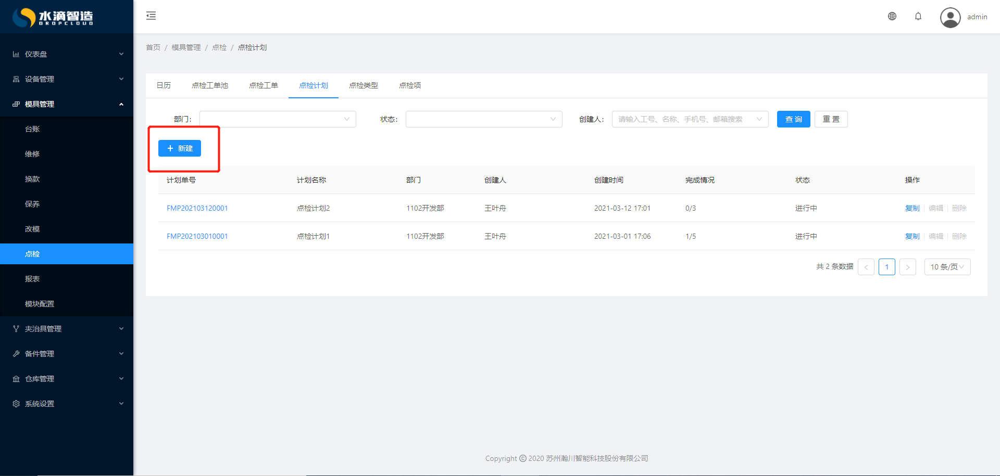 水滴智造
DROPCLOUD
admin
仪表盘
设备管理
模具管理
台账
维修
换款
保养
改模
点检
报表
模块配置
夹治具管理
备件管理
仓库管理
系统设置
首页 / 模具管理 / 点检 / 点检计划
日历 点检工单池 点检工单 点检计划 点检类型 点检项
部门: 状态: 创建人: 请输入工号、名称、手机号、邮箱搜索 查 询 重 置
+ 新建
计划单号 计划名称 部门 创建人 创建时间 完成情况 状态 操作
FMP202103120001 点检计划2 1102开发部 王叶舟 2021-03-12 17:01 0/3 进行中 复制 编辑 删除
FMP202103010001 点检计划1 1102开发部 王叶舟 2021-03-01 17:06 1/5 进行中 复制 编辑 删除
共 2 条数据 < 1 > 10 条/页
Copyright © 2020 苏州瀚川智能科技股份有限公司